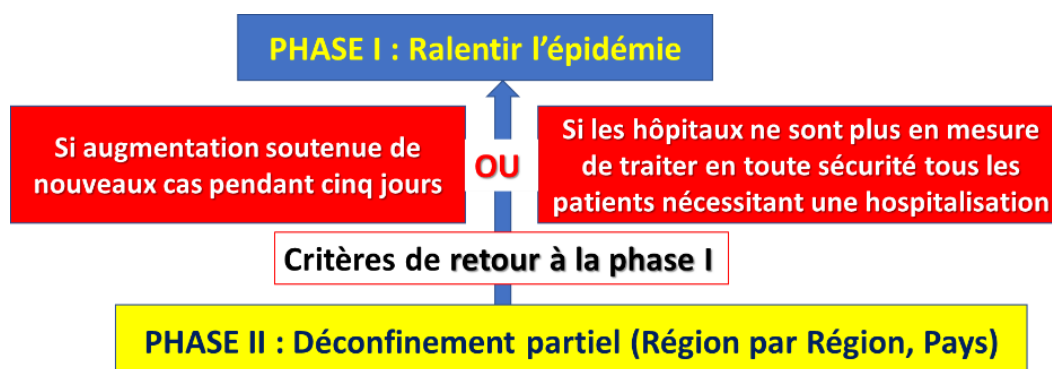 PHASE I : Ralentir l’épidémie
Si augmentation soutenue de
nouveaux cas pendant cinq jours
OU
Si les hôpitaux ne sont plus en mesure
de traiter en toute sécurité tous les
patients nécessitant une hospitalisation
Critères de retour à la phase I
PHASE II : Déconfinement partiel (Région par Région, Pays)